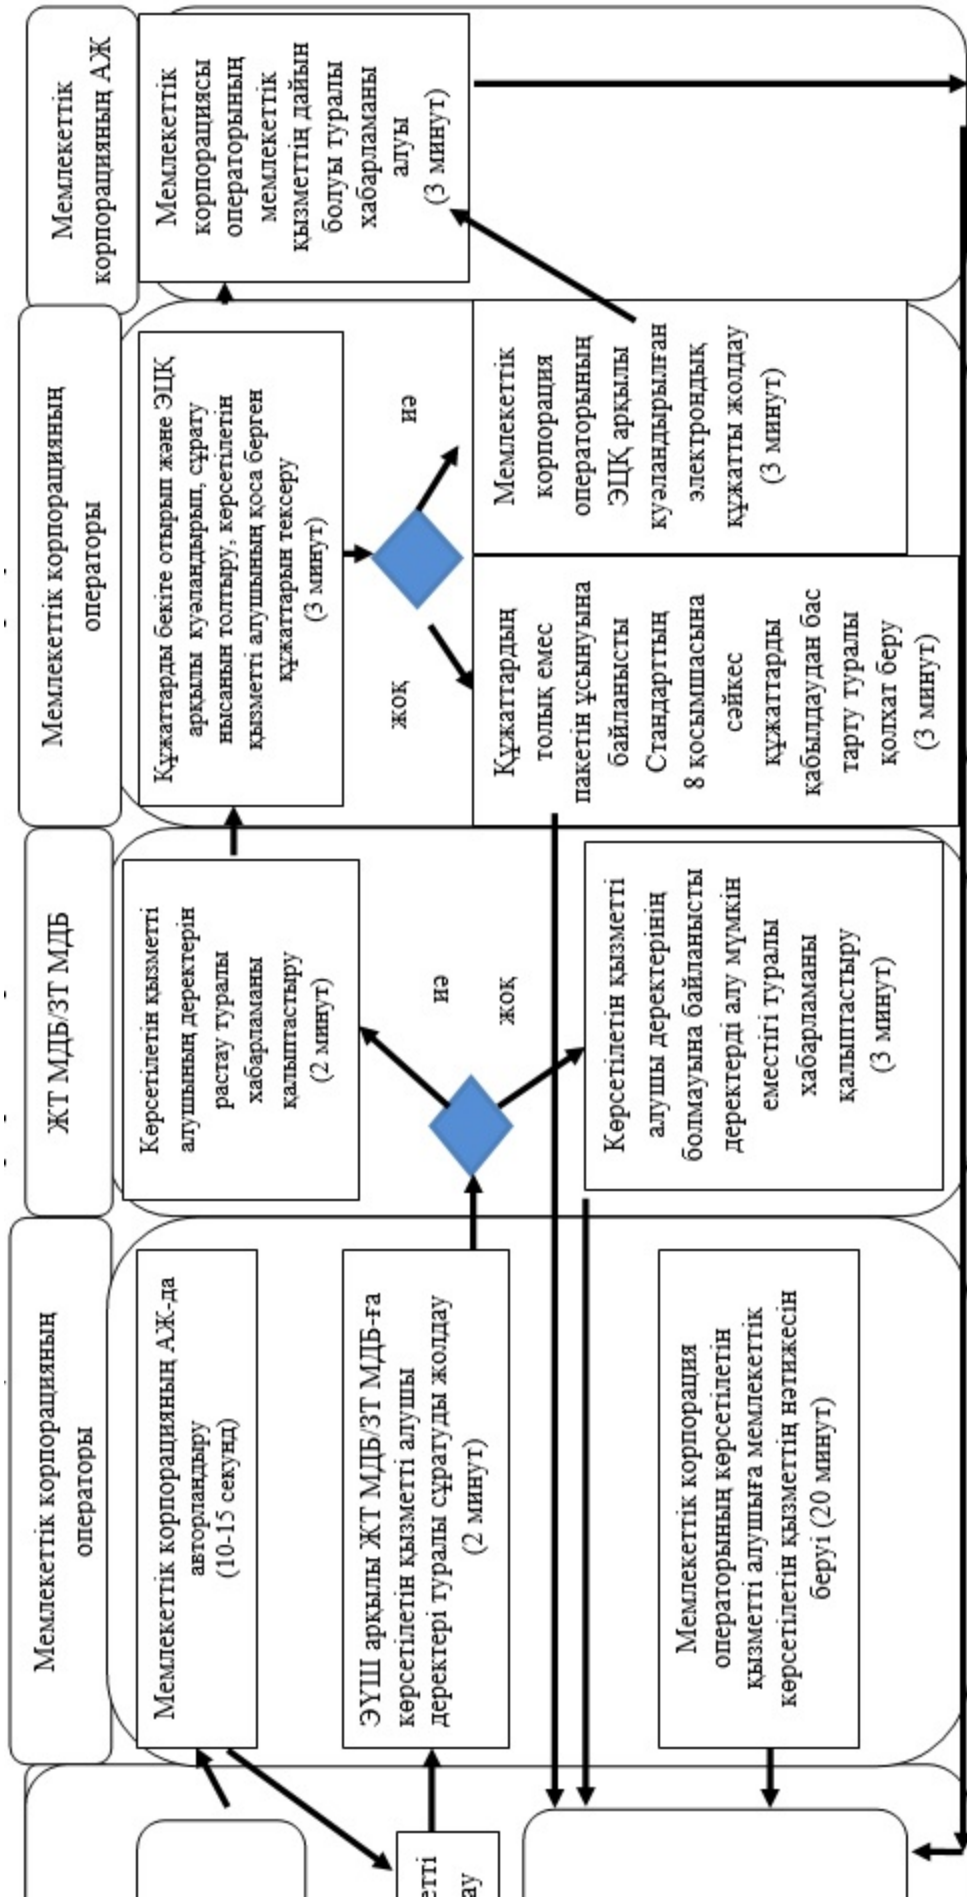 Мемлекеттік корпорацияның
операторы
Мемлекеттік корпорацияның АЖ-да
авторландыру
(10-15 секунд)
ЭҮШ арқылы ЖТ МДБ/ЗТ МДБ-ға
көрсетілетін қызметті алушы
деректері туралы сұратуды жолдау
(2 минут)
Мемлекеттік корпорация
операторының көрсетілетін
қызметті алушыға мемлекеттік
көрсетілетін қызметтің нәтижесін
беруі (20 минут)
ЖТ МДБ/ЗТ МДБ
Көрсетілетін қызметті
алушының деректерін
растау туралы
хабарламаны
қалыптастыру
(2 минут)
иә
жоқ
Көрсетілетін қызметті
алушы деректерінің
болмауына байланысты
деректерді алу мүмкін
еместігі туралы
хабарламаны
қалыптастыру
(3 минут)
Мемлекеттік корпорацияның
операторы
Құжаттарды бекіте отырып және ЭЦҚ
арқылы куәландырып, сұрату
нысанын толтыру, көрсетілетін
қызметті алушының қоса берген
құжаттарын тексеру
(3 минут)
жоқ
иә
Құжаттардың
толық емес
пакетін ұсынуына
байланысты
Стандарттың
8 қосымшасына
сәйкес
құжаттарды
қабылдаудан бас
тарту туралы
қолхат беру
(3 минут)
Мемлекеттік
корпорация
операторының
ЭЦҚ арқылы
куәландырылған
электрондық
құжатты жолдау
(3 минут)
Мемлекеттік
корпорацияның АЖ
Мемлекеттік
корпорациясы
операторының
мемлекеттік
қызметтің дайын
болуы туралы
хабарламаны
алуы
(3 минут)
етті
ау